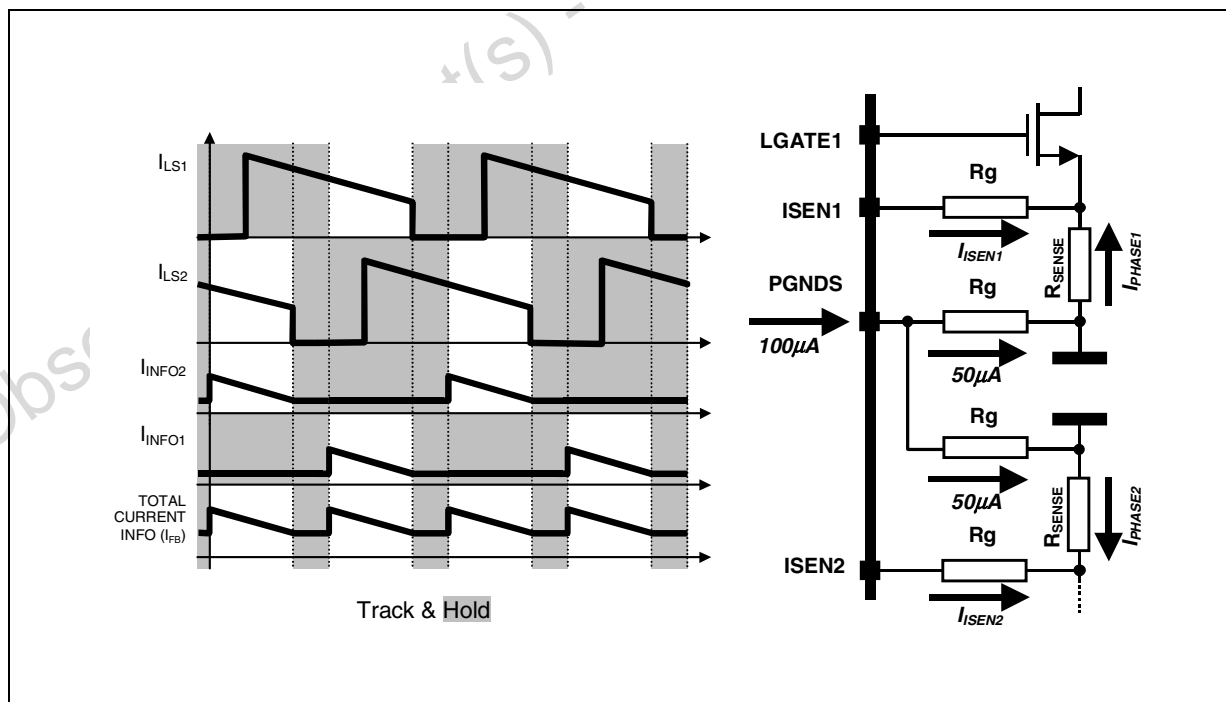 t(s) -
Obs
I_LS1
I_LS2
I_INFO2
I_INFO1
TOTAL
CURRENT
INFO (I_FB)
Track & Hold
LGATE1
Rg
ISEN1
I_ISEN1
R_SENSE
I_PHASE1
PGNDS
Rg
100µA
50µA
Rg
50µA
R_SENSE
I_PHASE2
Rg
ISEN2
I_ISEN2